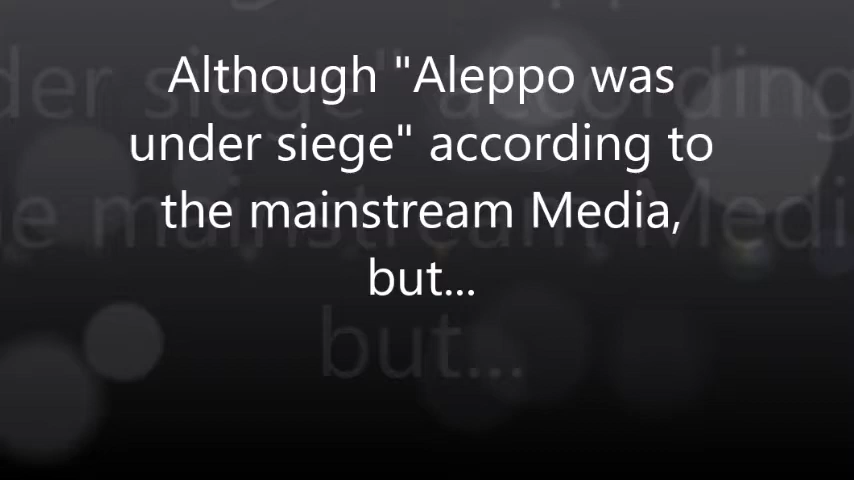 Although "Aleppo was
under siege" according to
the mainstream Media,
but...